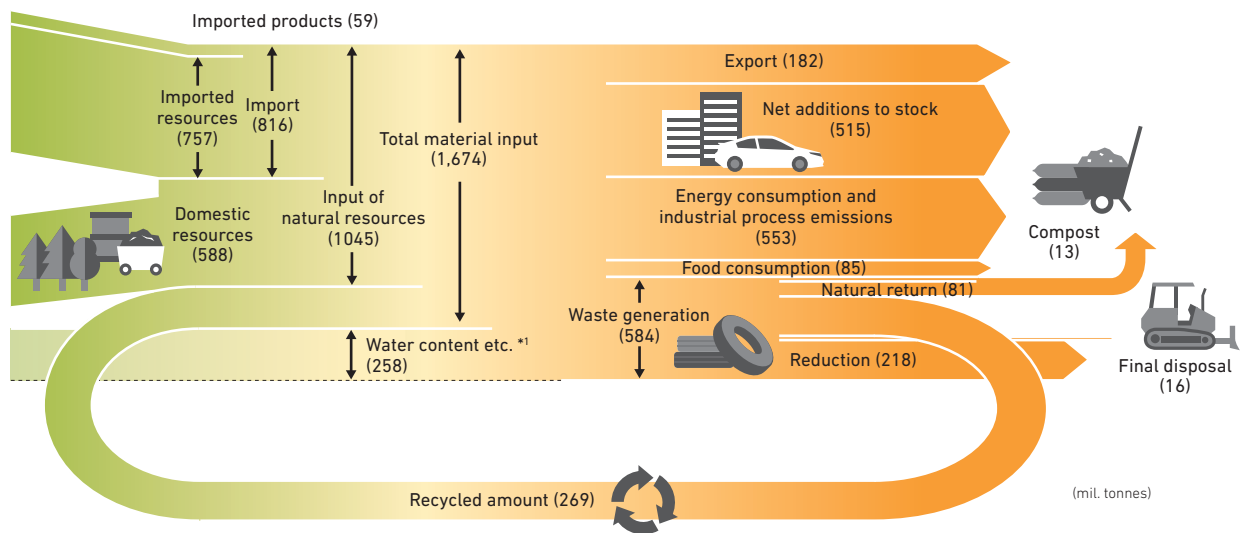 Imported products (59)
Imported
resources
(757)
Import
(816)
Total material input
(1,674)
Input of
natural resources
(1045)
Domestic
resources
(588)
Water content etc. *1
(258)
Export (182)
Net additions to stock
(515)
Energy consumption and
industrial process emissions
(553)
Food consumption (85)
Natural return (81)
Waste generation
(584)
Reduction (218)
Compost
(13)
Final disposal
(16)
Recycled amount (269)
(mil. tonnes)